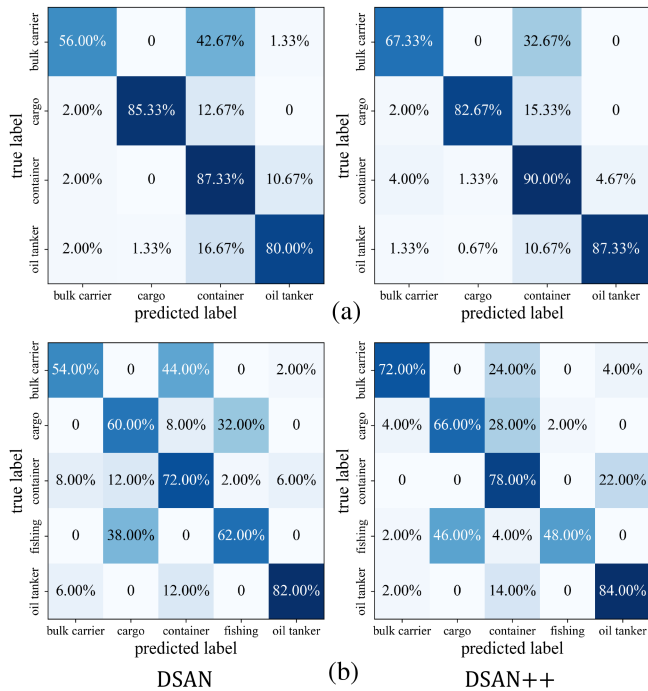 bulk carrier 56.00% 0 42.67% 1.33%
cargo 2.00% 85.33% 12.67% 0
container 2.00% 0 87.33% 10.67%
oil tanker 2.00% 1.33% 16.67% 80.00%
bulk carrier cargo container oil tanker
true label
predicted label
bulk carrier 67.33% 0 32.67% 0
cargo 2.00% 82.67% 15.33% 0
container 4.00% 1.33% 90.00% 4.67%
oil tanker 1.33% 0.67% 10.67% 87.33%
bulk carrier cargo container oil tanker
true label
predicted label
(a)
bulk carrier 54.00% 0 44.00% 0 2.00%
cargo 0 60.00% 8.00% 32.00% 0
container 8.00% 12.00% 72.00% 2.00% 6.00%
fishing 0 38.00% 0 62.00% 0
oil tanker 6.00% 0 12.00% 0 82.00%
bulk carrier cargo container fishing oil tanker
true label
predicted label
bulk carrier 72.00% 0 24.00% 0 4.00%
cargo 4.00% 66.00% 28.00% 2.00% 0
container 0 0 78.00% 0 22.00%
fishing 2.00% 46.00% 4.00% 48.00% 0
oil tanker 2.00% 0 14.00% 0 84.00%
bulk carrier cargo container fishing oil tanker
true label
predicted label
(b)
DSAN
DSAN++